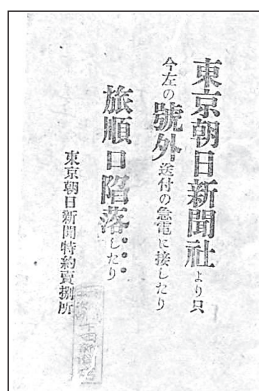 東京朝日新聞社より只
今左の號外送付の急電に接したり
旅順口陷落したり
東京朝日新聞特約賣捌所